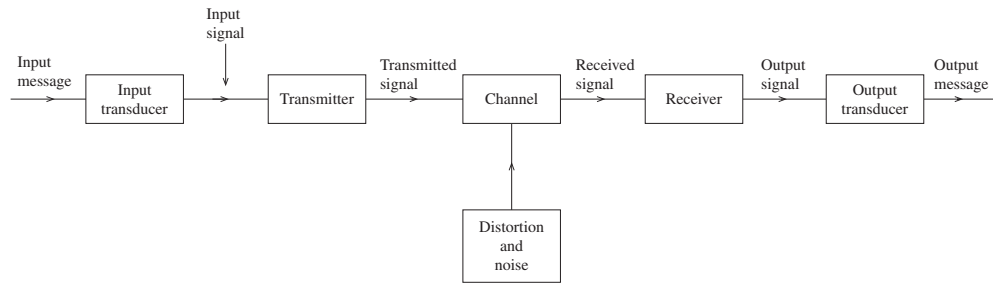 Input
signal
Input
message
Input
transducer
Transmitter
Transmitted
signal
Channel
Received
signal
Receiver
Output
signal
Output
transducer
Output
message
Distortion
and
noise